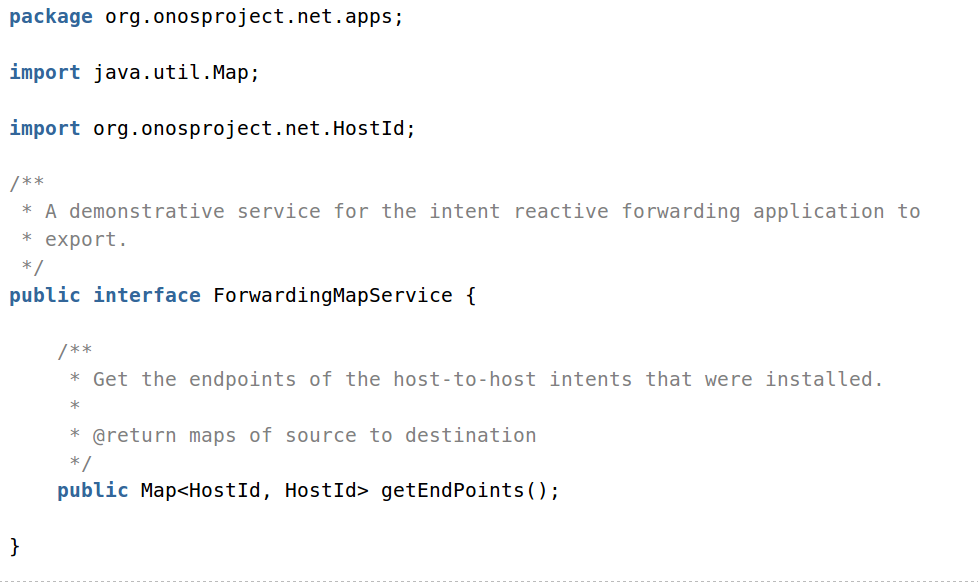 package org.onosproject.net.apps;
import java.util.Map;
import org.onosproject.net.HostId;
/**
 * A demonstrative service for the intent reactive forwarding application to
 * export.
 */
public interface ForwardingMapService {
    /**
     * Get the endpoints of the host-to-host intents that were installed.
     *
     * @return maps of source to destination
     */
    public Map<HostId, HostId> getEndPoints();
}